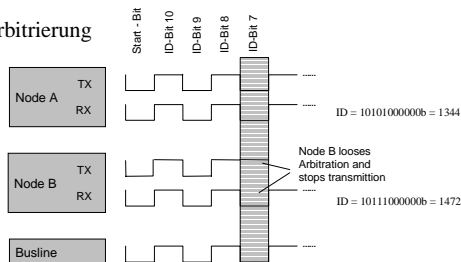 rbitrierung
Start - Bit
ID-Bit 10
ID-Bit 9
ID-Bit 8
ID-Bit 7
Node A
TX
RX
ID = 10101000000b = 1344
Node B looses
Arbitration and
stops transmittion
Node B
TX
RX
ID = 10111000000b = 1472
Busline